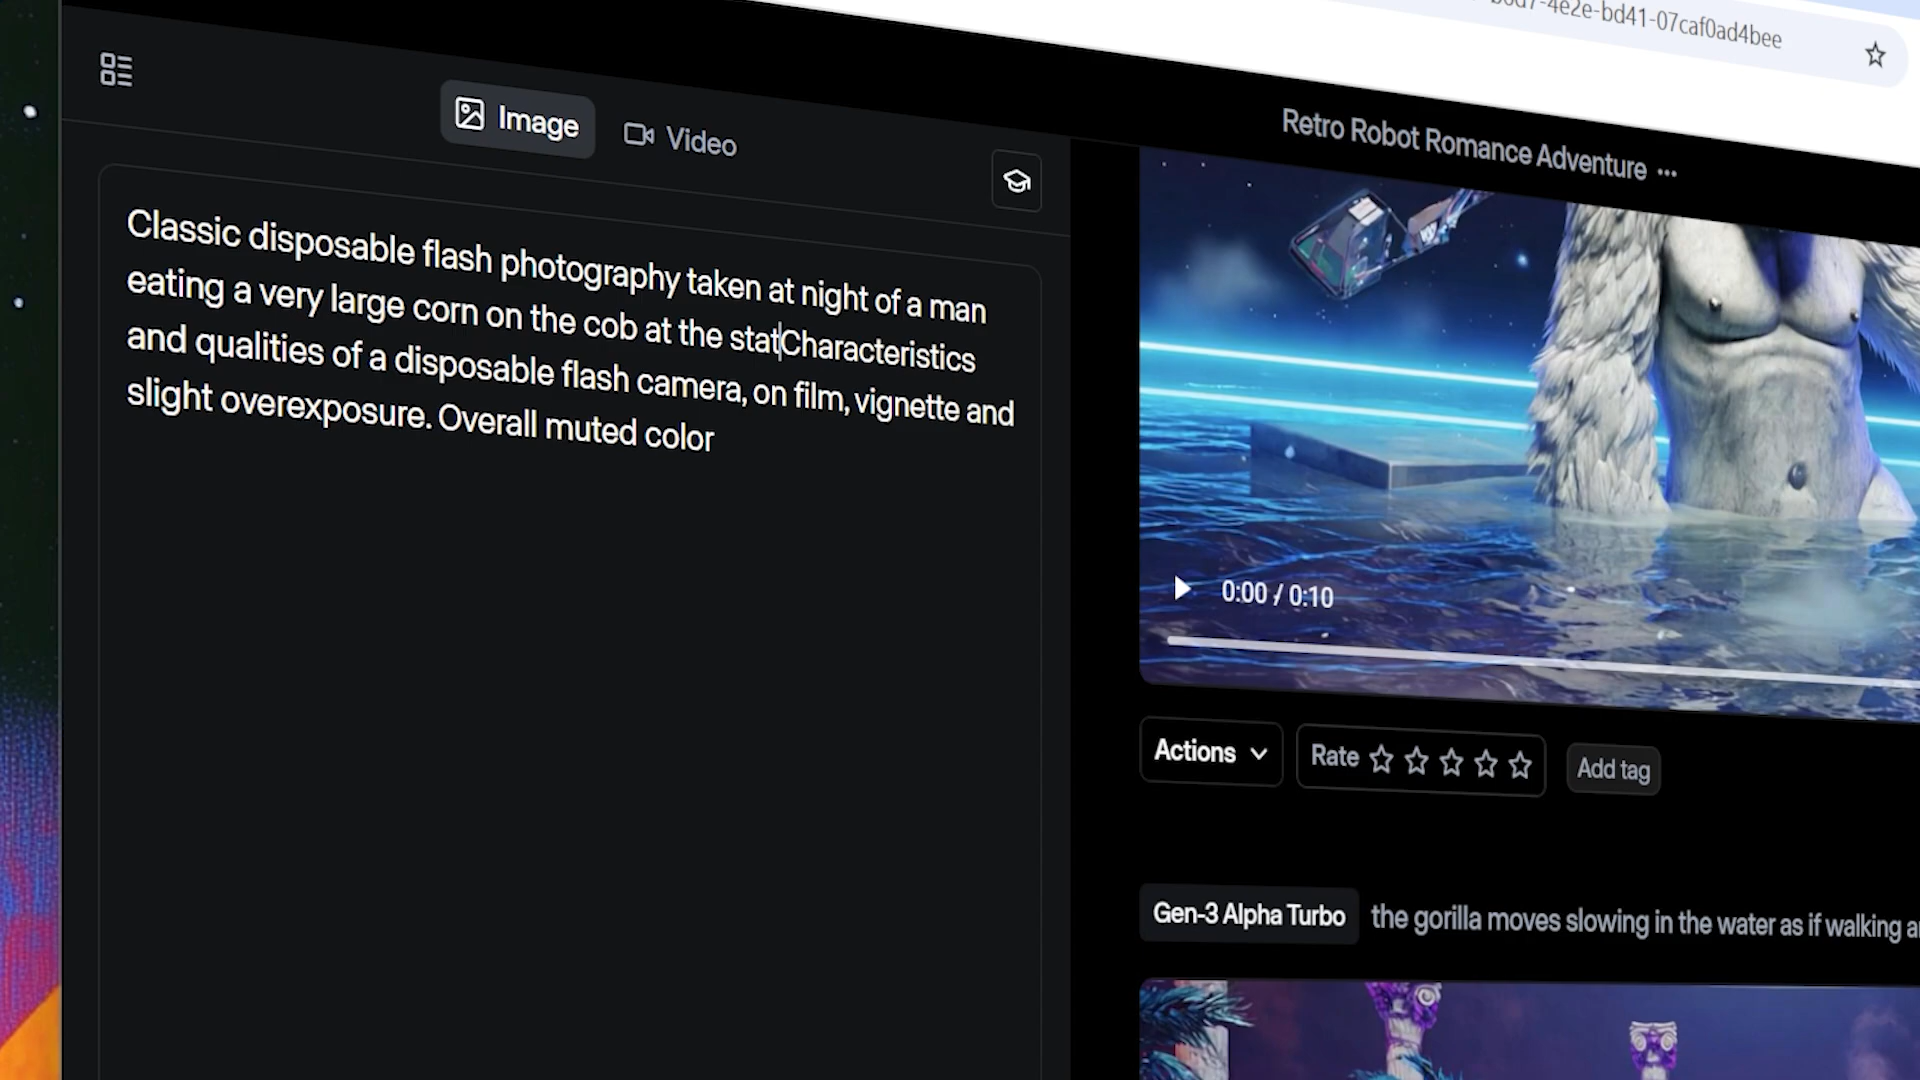 4e2e-bd41-07caf0ad4bee
Image
Video
Retro Robot Romance Adventure ...
Classic disposable flash photography taken at night of a man
eating a very large corn on the cob at the statCharacteristics
and qualities of a disposable flash camera, on film, vignette and
slight overexposure. Overall muted color
0:00 / 0:10
Actions
Rate
Add tag
Gen-3 Alpha Turbo
the gorilla moves slowing in the water as if walking